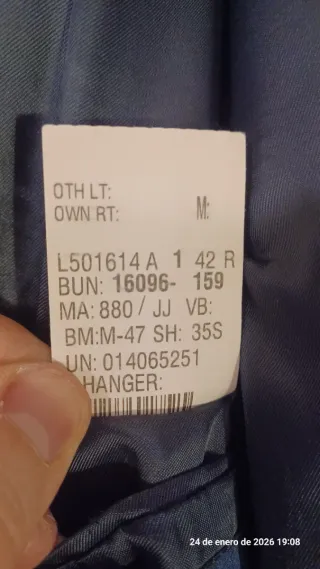 OTH LT:
OWN RT: M:
L501614 A 1 42 R
BUN: 16096- 159
MA: 880 / JJ VB:
BM:M-47 SH: 35S
UN: 014065251
HANGER:
24 de enero de 2026 19:08